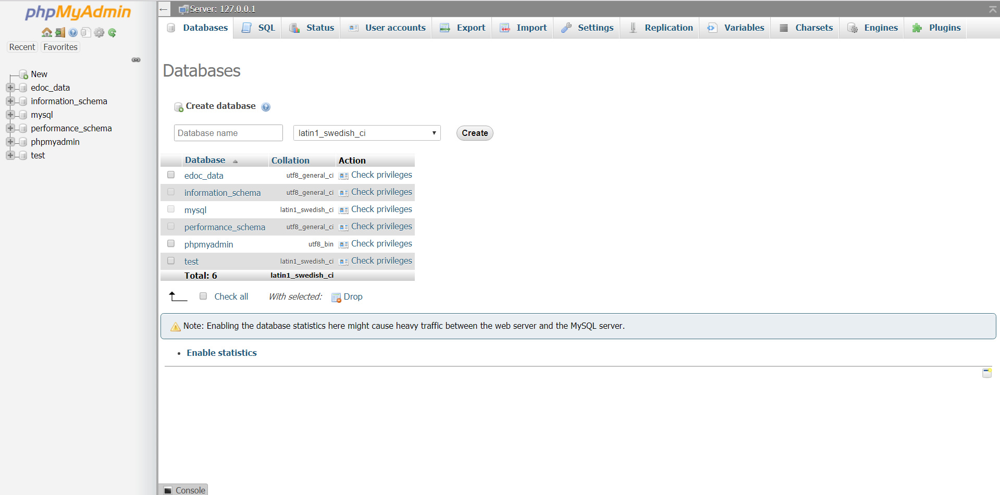 phpMyAdmin
Recent Favorites
New
edoc_data
information_schema
mysql
performance_schema
phpmyadmin
test
Server: 127.0.0.1
Databases SQL Status User accounts Export Import Settings Replication Variables Charsets Engines Plugins
Databases
Create database
Database name latin1_swedish_ci Create
Database Collation Action
edoc_data utf8_general_ci Check privileges
information_schema utf8_general_ci Check privileges
mysql latin1_swedish_ci Check privileges
performance_schema utf8_general_ci Check privileges
phpmyadmin utf8_bin Check privileges
test latin1_swedish_ci Check privileges
Total: 6 latin1_swedish_ci
Check all With selected: Drop
Note: Enabling the database statistics here might cause heavy traffic between the web server and the MySQL server.
• Enable statistics
Console